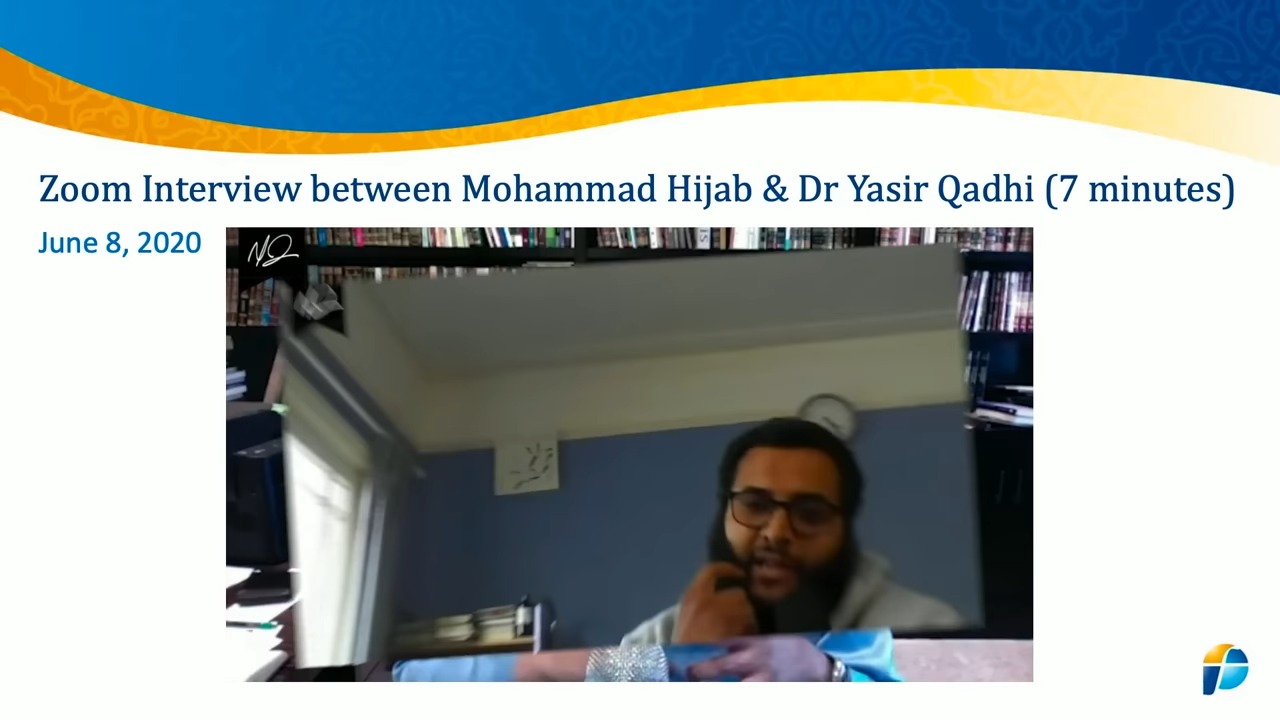 Zoom Interview between Mohammad Hijab & Dr Yasir Qadhi (7 minutes)
June 8, 2020